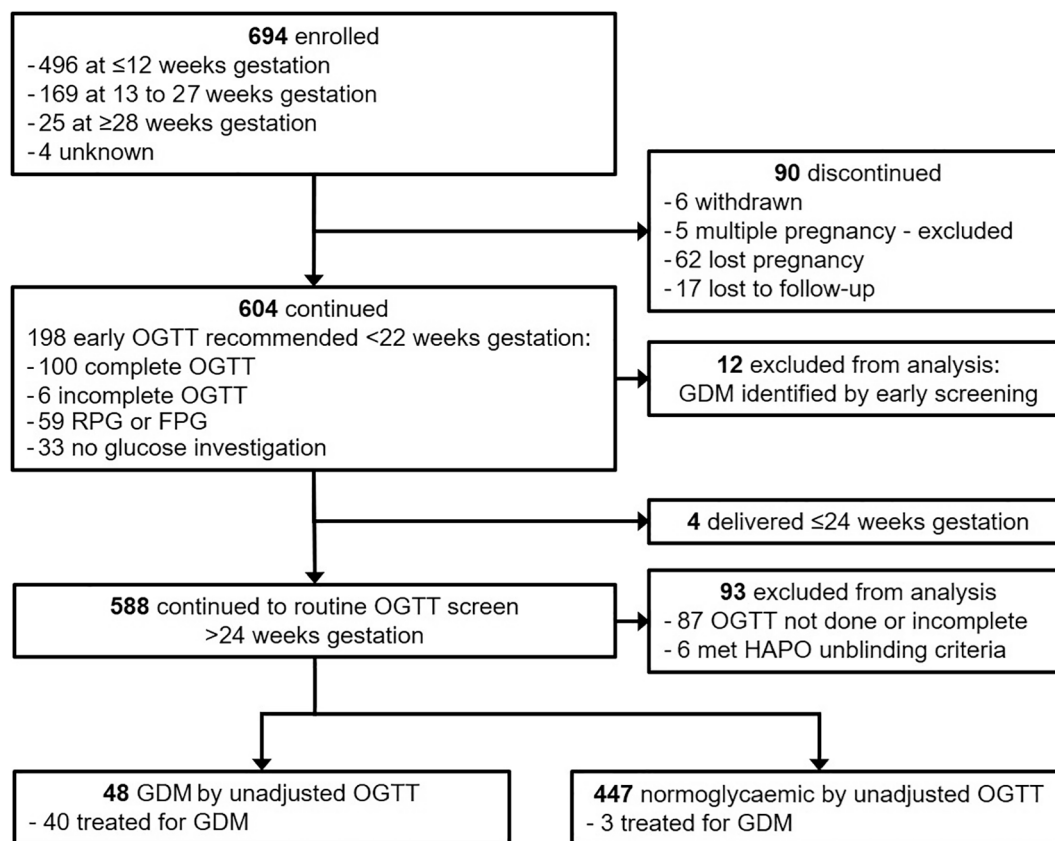 694 enrolled
-496 at ≤12 weeks gestation
-169 at 13 to 27 weeks gestation
-25 at ≥28 weeks gestation
-4 unknown
90 discontinued
-6 withdrawn
-5 multiple pregnancy - excluded
-62 lost pregnancy
-17 lost to follow-up
604 continued
198 early OGTT recommended <22 weeks gestation:
-100 complete OGTT
-6 incomplete OGTT
-59 RPG or FPG
-33 no glucose investigation
12 excluded from analysis:
GDM identified by early screening
4 delivered ≤24 weeks gestation
588 continued to routine OGTT screen
>24 weeks gestation
93 excluded from analysis
- 87 OGTT not done or incomplete
- 6 met HAPO unblinding criteria
48 GDM by unadjusted OGTT
- 40 treated for GDM
447 normoglycaemic by unadjusted OGTT
- 3 treated for GDM